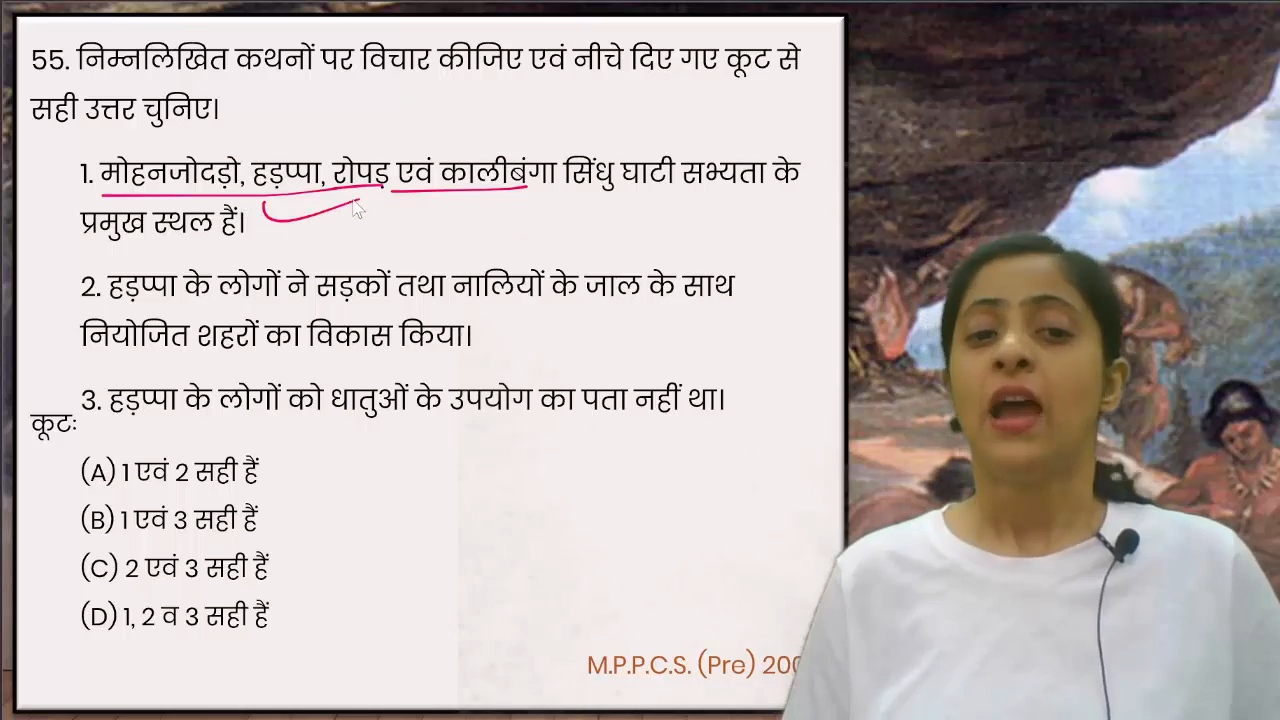 55. निम्नलिखित कथनों पर विचार कीजिए एवं नीचे दिए गए कूट से
सही उत्तर चुनिए।
1. मोहनजोदड़ो, हड़प्पा, रोपड़ एवं कालीबंगा सिंधु घाटी सभ्यता के
प्रमुख स्थल हैं।
2. हड़प्पा के लोगों ने सड़कों तथा नालियों के जाल के साथ
नियोजित शहरों का विकास किया।
3. हड़प्पा के लोगों को धातुओं के उपयोग का पता नहीं था।
कूटः
(A) 1 एवं 2 सही हैं
(B) 1 एवं 3 सही हैं
(C) 2 एवं 3 सही हैं
(D) 1, 2 व 3 सही हैं
M.P.P.C.S. (Pre)